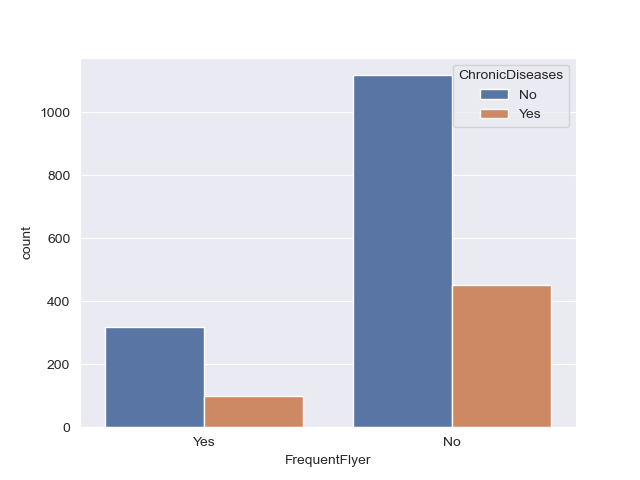 ChronicDiseases
No
Yes
1000
800
600
400
200
0
count
Yes
No
FrequentFlyer